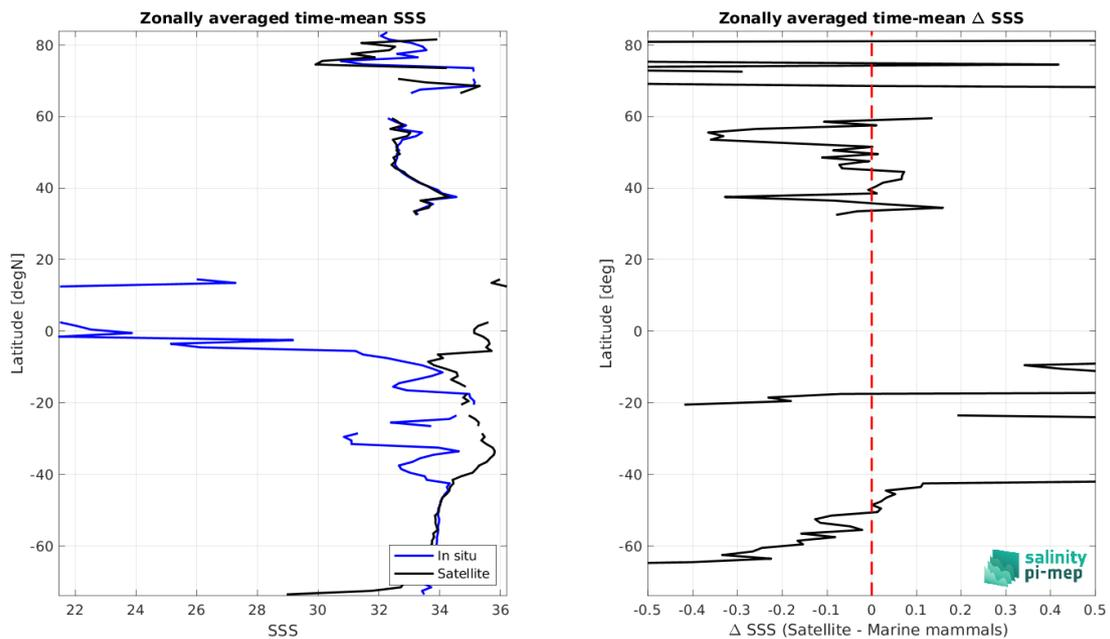 Zonally averaged time-mean SSS
80
60
40
20
0
-20
-40
-60
Latitude [degN]
22 24 26 28 30 32 34 36
SSS
In situ
Satellite
Zonally averaged time-mean Δ SSS
80
60
40
20
0
-20
-40
-60
Latitude [deg]
-0.5 -0.4 -0.3 -0.2 -0.1 0 0.1 0.2 0.3 0.4 0.5
Δ SSS (Satellite - Marine mammals)
salinity
pi-mep